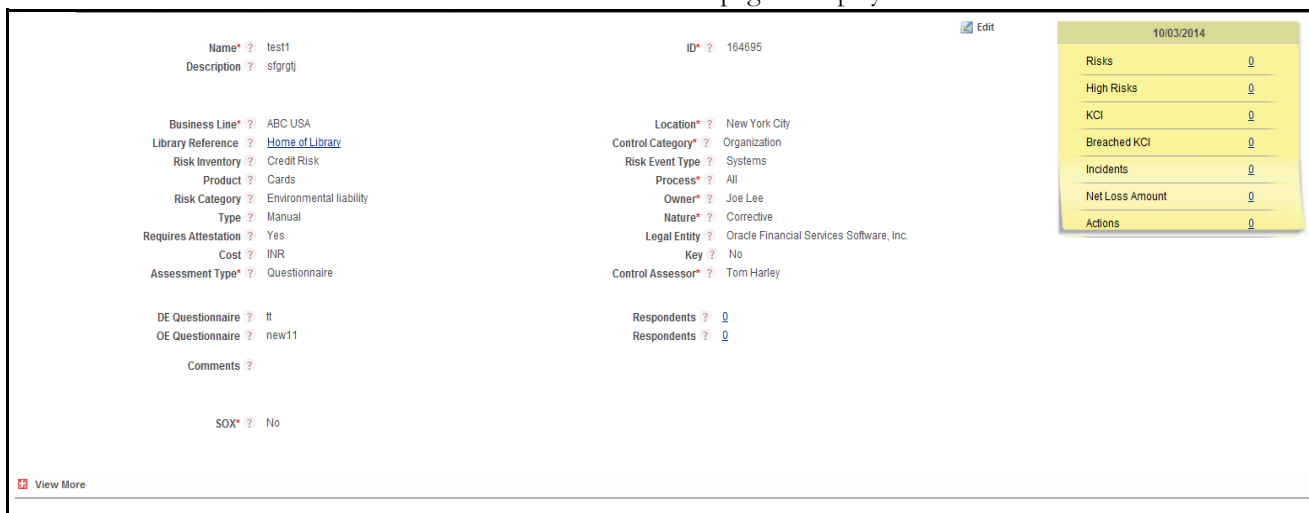 Edit
Name* ? test1 ID* ? 164695
Description ? sfgrgtj
Business Line* ? ABC USA Location* ? New York City
Library Reference ? Home of Library Control Category* ? Organization
Risk Inventory ? Credit Risk Risk Event Type ? Systems
Product ? Cards Process* ? All
Risk Category ? Environmental liability Owner* ? Joe Lee
Type ? Manual Nature* ? Corrective
Requires Attestation ? Yes Legal Entity ? Oracle Financial Services Software, Inc.
Cost ? INR Key ? No
Assessment Type* ? Questionnaire Control Assessor* ? Tom Harley
DE Questionnaire ? tt Respondents ? 0
OE Questionnaire ? new11 Respondents ? 0
Comments ?
SOX* ? No
View More
10/03/2014
Risks 0
High Risks 0
KCI 0
Breached KCI 0
Incidents 0
Net Loss Amount 0
Actions 0